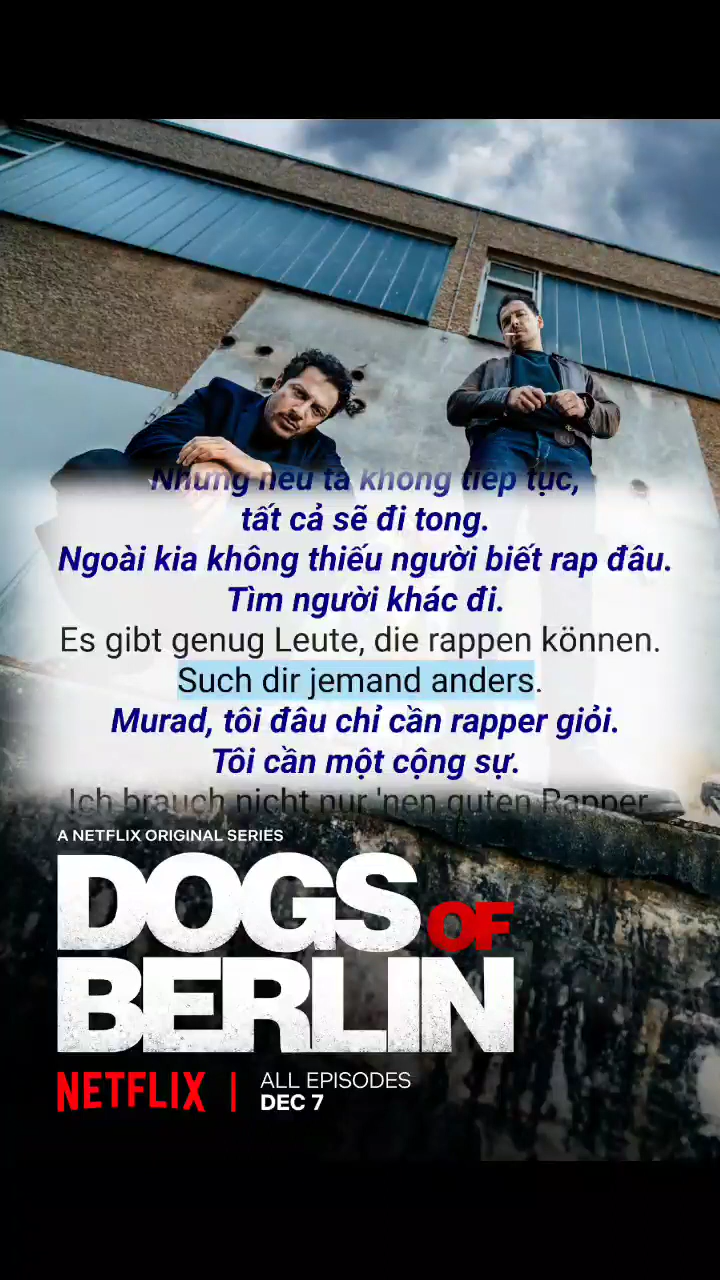 Nhưng nếu ta không tiếp tục,
tất cả sẽ đi tong.
Ngoài kia không thiếu người biết rap đâu.
Tìm người khác đi.
Es gibt genug Leute, die rappen können.
Such dir jemand anders.
Murad, tôi đâu chỉ cần rapper giỏi.
Tôi cần một cộng sự.
Ich brauch nicht nur 'nen guten Rapper
A NETFLIX ORIGINAL SERIES
DOGS OF
BERLIN
NETFLIX | ALL EPISODES
DEC 7